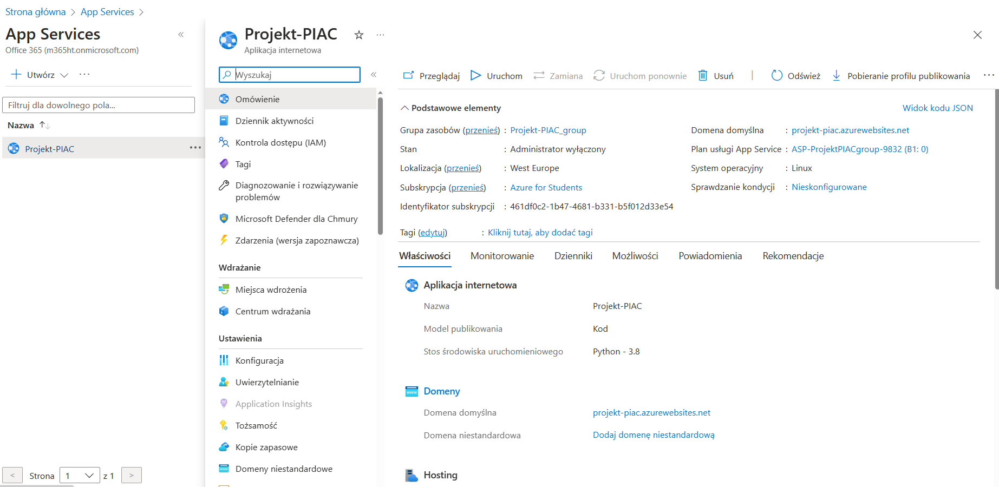 Strona główna
App Services
App Services
Office 365 (m365ht.onmicrosoft.com)
Utwórz
Filtruj dla dowolnego pola...
Nazwa
Projekt-PIAC
Strona 1 z 1
Projekt-PIAC
Aplikacja internetowa
Wyszukaj
Omówienie
Dziennik aktywności
Kontrola dostępu (IAM)
Tagi
Diagnozowanie i rozwiązywanie
problemów
Microsoft Defender dla Chmury
Zdarzenia (wersja zapoznawcza)
Wdrażanie
Miejsca wdrożenia
Centrum wdrażania
Ustawienia
Konfiguracja
Uwierzytelnianie
Application Insights
Tożsamość
Kopie zapasowe
Domeny niestandardowe
Przeglądaj
Uruchom
Zamiana
Uruchom ponownie
Usuń
Odśwież
Pobieranie profilu publikowania
Podstawowe elementy
Widok kodu JSON
Grupa zasobów (przenieś) : Projekt-PIAC_group
Stan : Administrator wyłączony
Lokalizacja (przenieś) : West Europe
Subskrypcja (przenieś) : Azure for Students
Identyfikator subskrypcji : 461df0c2-1b47-4681-b331-b5f012d33e54
Domena domyślna : projekt-piac.azurewebsites.net
Plan usługi App Service : ASP-ProjektPIACgroup-9832 (B1: 0)
System operacyjny : Linux
Sprawdzanie kondycji : Nieskonfigurowane
Tagi (edytuj) : Kliknij tutaj, aby dodać tagi
Właściwości
Monitorowanie
Dzienniki
Możliwości
Powiadomienia
Rekomendacje
Aplikacja internetowa
Nazwa Projekt-PIAC
Model publikowania Kod
Stos środowiska uruchomieniowego Python - 3.8
Domeny
Domena domyślna projekt-piac.azurewebsites.net
Domena niestandardowa Dodaj domenę niestandardową
Hosting